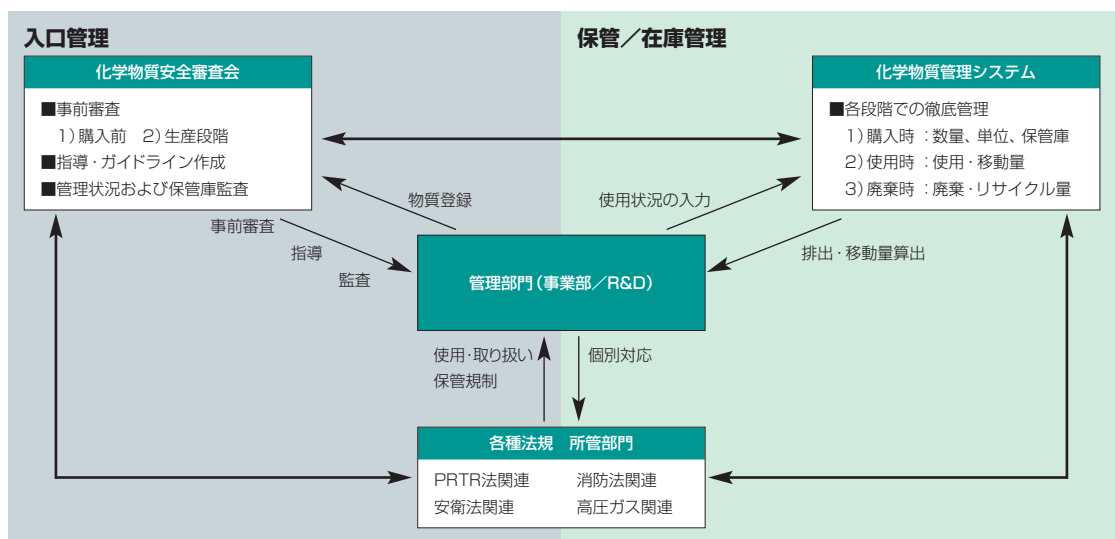 入口管理
化学物質安全審査会
■事前審査
1)購入前 2)生産段階
■指導・ガイドライン作成
■管理状況および保管庫監査
保管／在庫管理
化学物質管理システム
■各段階での徹底管理
1)購入時：数量、単位、保管庫
2)使用時：使用・移動量
3)廃棄時：廃棄・リサイクル量
物質登録
使用状況の入力
事前審査
指導
監査
排出・移動量算出
管理部門（事業部／R&D）
使用・取り扱い
保管規制
個別対応
各種法規 所管部門
PRTR法関連 消防法関連
安衛法関連 高圧ガス関連